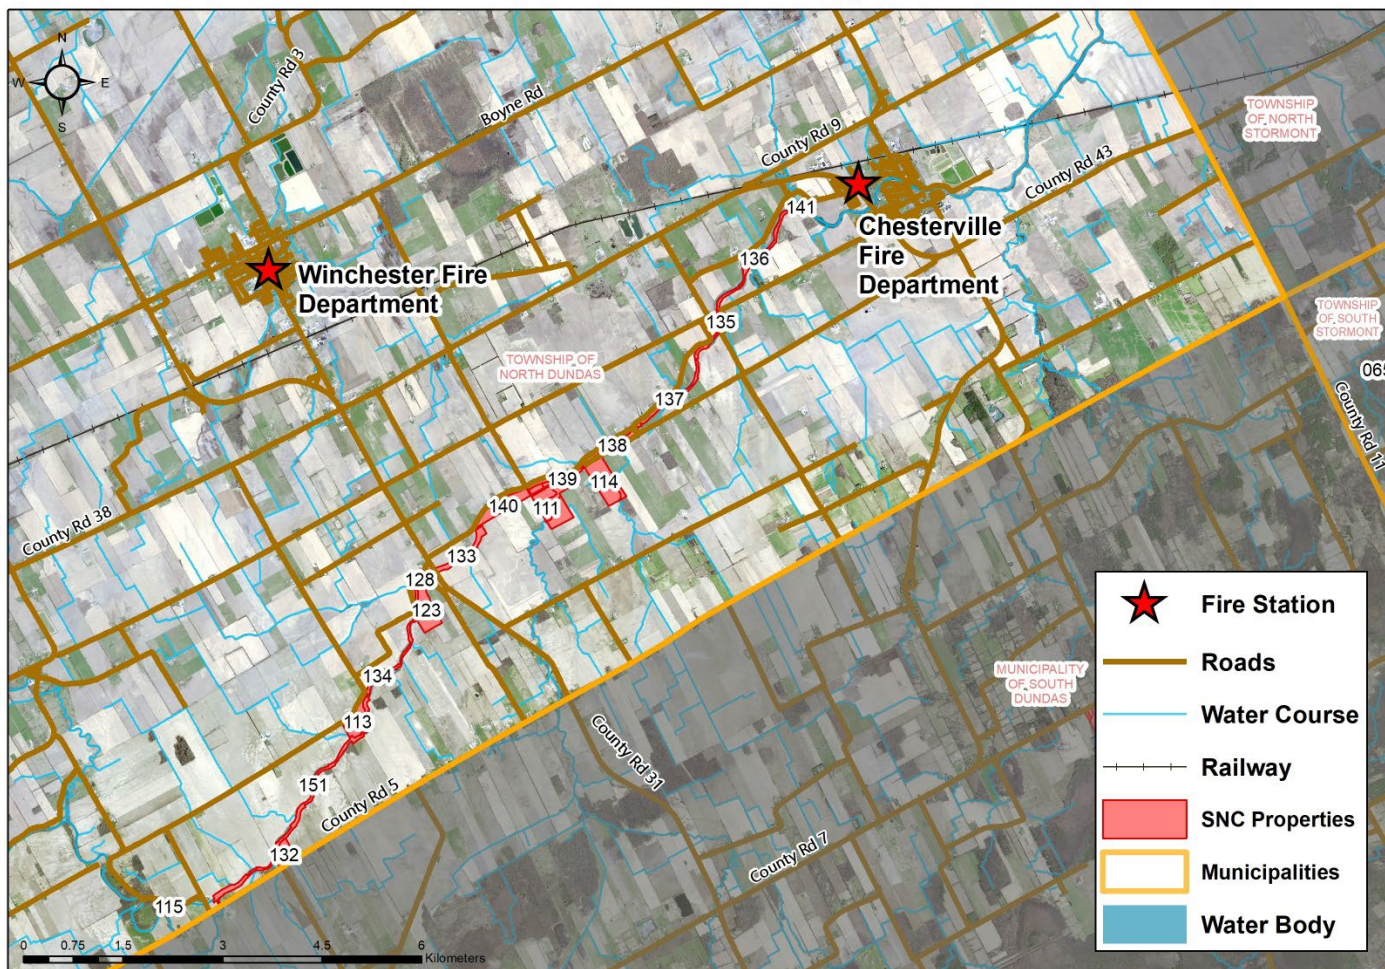 N
W E
S
County Rd 3
Boyne Rd
County Rd 9
County Rd 43
TOWNSHIP
OF NORTH
STORMONT
141
Chesterville
Fire
Department
Winchester Fire
Department
136
135
TOWNSHIP
OF SOUTH
STORMONT
TOWNSHIP OF
NORTH DUNDAS
065
137
County Rd 11
138
139
114
140
111
County Rd 38
133
128
123
134
113
MUNICIPALITY
OF SOUTH
DUNDAS
151
County Rd 5
County Rd 31
132
County Rd 7
115
0 0.75 1.5 3 4.5 6
Kilometers
Fire Station
Roads
Water Course
Railway
SNC Properties
Municipalities
Water Body